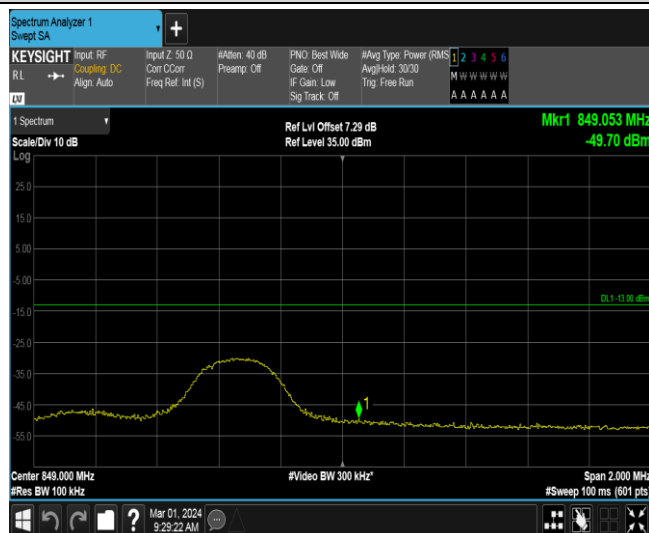 Spectrum Analyzer 1
Swept SA
+
KEYSIGHT
RL
Input: RF
Coupling: DC
Align: Auto
Input Z: 50 Ω
Corr CCorr
Freq Ref: Int (S)
#Atten: 40 dB
Preamp: Off
PNO: Best Wide
Gate: Off
IF Gain: Low
Sig Track: Off
#Avg Type: Power (RMS
Avg|Hold: 30/30
Trig: Free Run
1 2 3 4 5 6
M W W W W W
A A A A A A
LXI
1 Spectrum
Scale/Div 10 dB
Log
Ref Lvl Offset 7.29 dB
Ref Level 35.00 dBm
Mkr1 849.053 MHz
-49.70 dBm
25.0
15.0
5.00
-5.00
DL1 -13.00 dBm
-15.0
-25.0
-35.0
-45.0
1
-55.0
Center 849.000 MHz
#Res BW 100 kHz
#Video BW 300 kHz*
Span 2.000 MHz
#Sweep 100 ms (601 pts)
?
Mar 01, 2024
9:29:22 AM